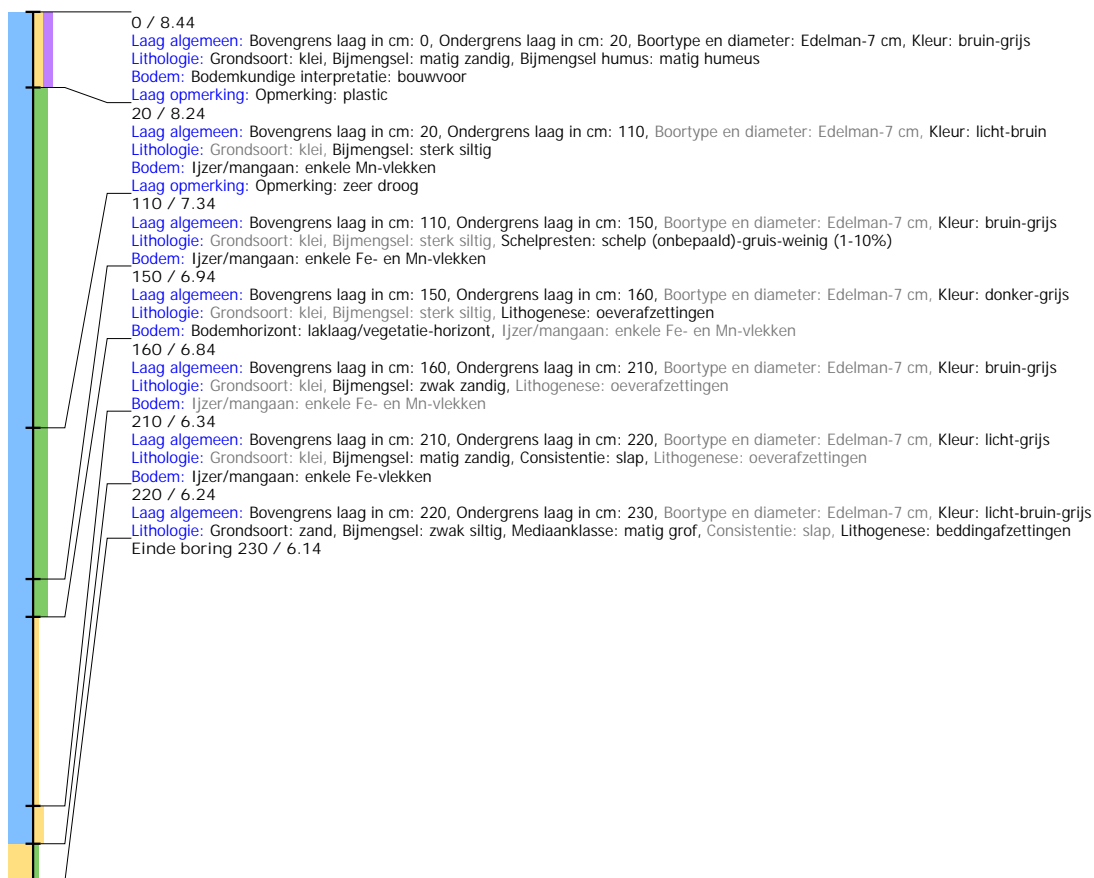 0 / 8.44
Laag algemeen: Bovengrens laag in cm: 0, Ondergrens laag in cm: 20, Boortype en diameter: Edelman-7 cm, Kleur: bruin-grijs
Lithologie: Grondsoort: klei, Bijmengsel: matig zandig, Bijmengsel humus: matig humeus
Bodem: Bodemkundige interpretatie: bouwvoor
Laag opmerking: Opmerking: plastic
20 / 8.24
Laag algemeen: Bovengrens laag in cm: 20, Ondergrens laag in cm: 110, Boortype en diameter: Edelman-7 cm, Kleur: licht-bruin
Lithologie: Grondsoort: klei, Bijmengsel: sterk siltig
Bodem: Ijzer/mangaan: enkele Mn-vlekken
Laag opmerking: Opmerking: zeer droog
110 / 7.34
Laag algemeen: Bovengrens laag in cm: 110, Ondergrens laag in cm: 150, Boortype en diameter: Edelman-7 cm, Kleur: bruin-grijs
Lithologie: Grondsoort: klei, Bijmengsel: sterk siltig, Schelpresten: schelp (onbepaald)-gruis-weinig (1-10%)
Bodem: Ijzer/mangaan: enkele Fe- en Mn-vlekken
150 / 6.94
Laag algemeen: Bovengrens laag in cm: 150, Ondergrens laag in cm: 160, Boortype en diameter: Edelman-7 cm, Kleur: donker-grijs
Lithologie: Grondsoort: klei, Bijmengsel: sterk siltig, Lithogenese: oeverafzettingen
Bodem: Bodemhorizont: laklaag/vegetatie-horizont, Ijzer/mangaan: enkele Fe- en Mn-vlekken
160 / 6.84
Laag algemeen: Bovengrens laag in cm: 160, Ondergrens laag in cm: 210, Boortype en diameter: Edelman-7 cm, Kleur: bruin-grijs
Lithologie: Grondsoort: klei, Bijmengsel: zwak zandig, Lithogenese: oeverafzettingen
Bodem: Ijzer/mangaan: enkele Fe- en Mn-vlekken
210 / 6.34
Laag algemeen: Bovengrens laag in cm: 210, Ondergrens laag in cm: 220, Boortype en diameter: Edelman-7 cm, Kleur: licht-grijs
Lithologie: Grondsoort: klei, Bijmengsel: matig zandig, Consistentie: slap, Lithogenese: oeverafzettingen
Bodem: Ijzer/mangaan: enkele Fe-vlekken
220 / 6.24
Laag algemeen: Bovengrens laag in cm: 220, Ondergrens laag in cm: 230, Boortype en diameter: Edelman-7 cm, Kleur: licht-bruin-grijs
Lithologie: Grondsoort: zand, Bijmengsel: zwak siltig, Mediaanklasse: matig grof, Consistentie: slap, Lithogenese: beddingafzettingen
Einde boring 230 / 6.14